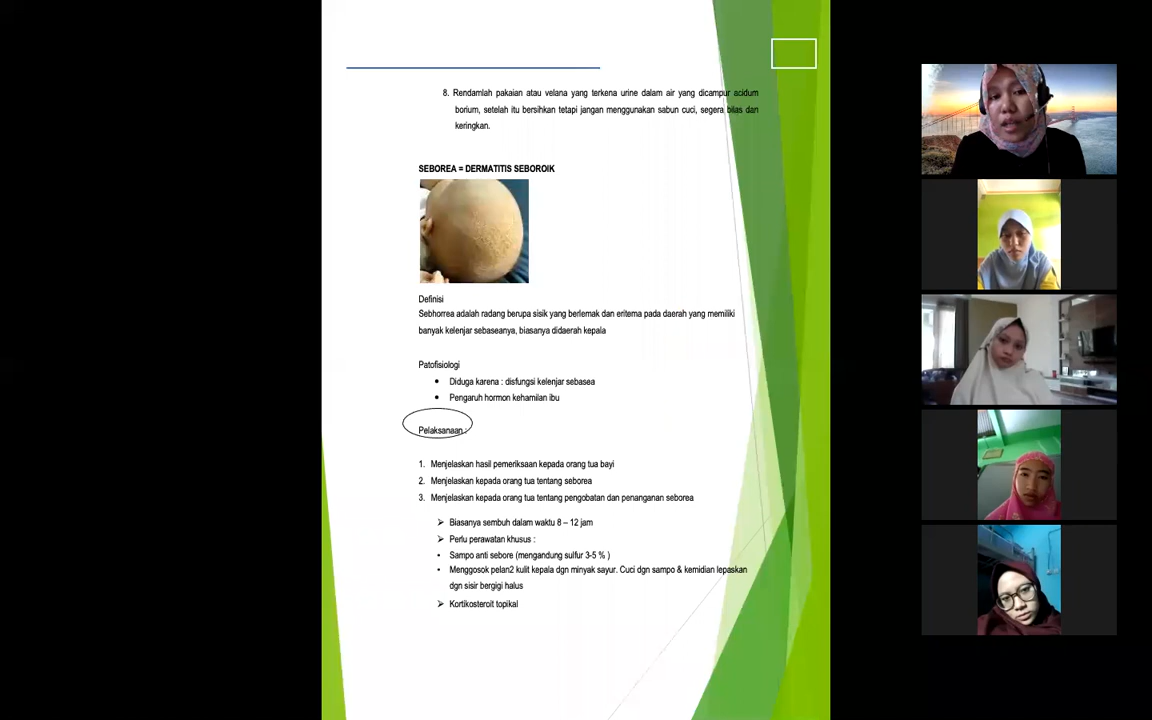 8. Rendamlah pakaian atau velana yang terkena urine dalam air yang dicampur acidum
borium, setelah itu bersihkan tetapi jangan menggunakan sabun cuci, segera bilas dan
keringkan.
SEBOREA = DERMATITIS SEBOROIK
Definisi
Sebhorrea adalah radang berupa sisik yang berlemak dan eritema pada daerah yang memiliki
banyak kelenjar sebaseanya, biasanya didaerah kepala
Patofisiologi
• Diduga karena : disfungsi kelenjar sebasea
• Pengaruh hormon kehamilan ibu
Pelaksanaan :
1. Menjelaskan hasil pemeriksaan kepada orang tua bayi
2. Menjelaskan kepada orang tua tentang seborea
3. Menjelaskan kepada orang tua tentang pengobatan dan penanganan seborea
➢ Biasanya sembuh dalam waktu 8 – 12 jam
➢ Perlu perawatan khusus :
• Sampo anti sebore (mengandung sulfur 3-5 % )
• Menggosok pelan2 kulit kepala dgn minyak sayur. Cuci dgn sampo & kemidian lepaskan
dgn sisir bergigi halus
➢ Kortikosteroit topikal